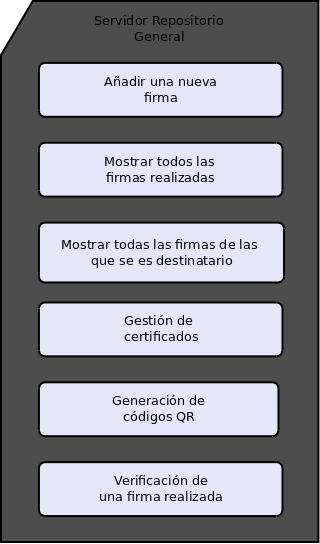 Servidor Repositorio
General
Añadir una nueva
firma
Mostrar todos las
firmas realizadas
Mostrar todas las firmas de las
que se es destinatario
Gestión de
certificados
Generación de
códigos QR
Verificación de
una firma realizada